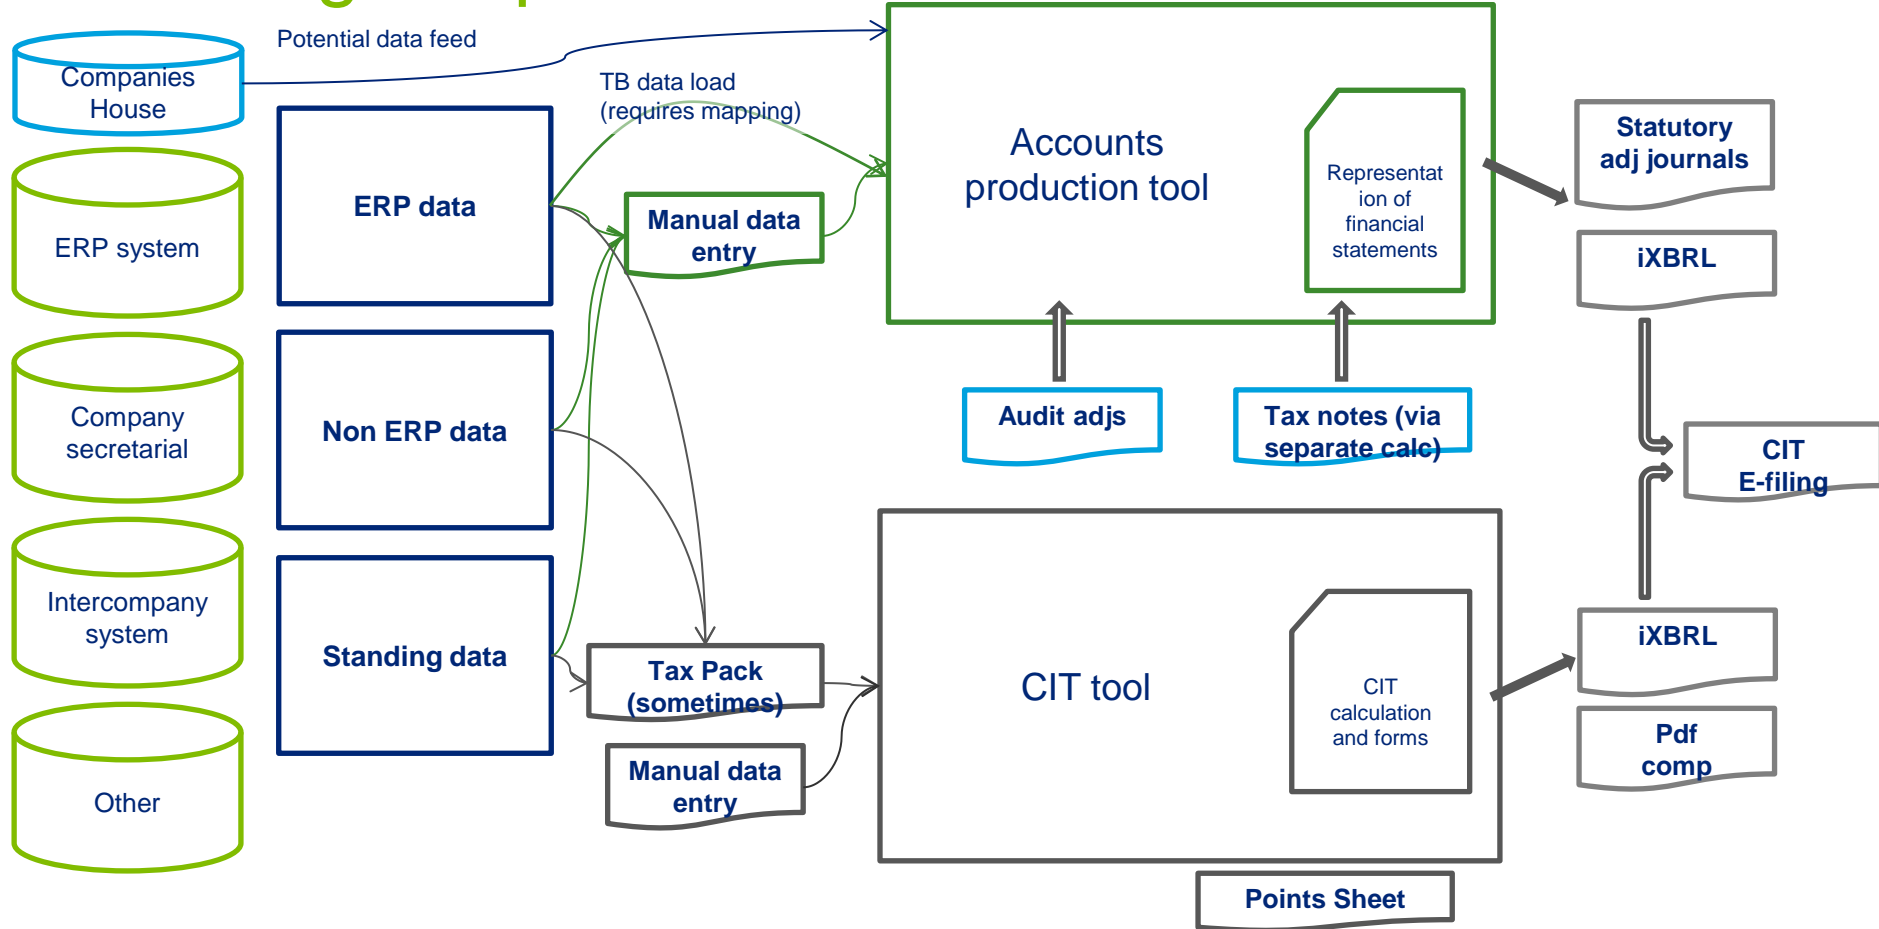 Potential data feed
Companies
House
TB data load
(requires mapping)
ERP data
Manual data
entry
Accounts
production tool
Representat
ion of
financial
statements
Statutory
adj journals
iXBRL
ERP system
Company
secretarial
Non ERP data
Audit adjs
Tax notes (via
separate calc)
CIT
E-filing
Intercompany
system
Standing data
Tax Pack
(sometimes)
Manual data
entry
CIT tool
CIT
calculation
and forms
iXBRL
Pdf
comp
Other
Points Sheet